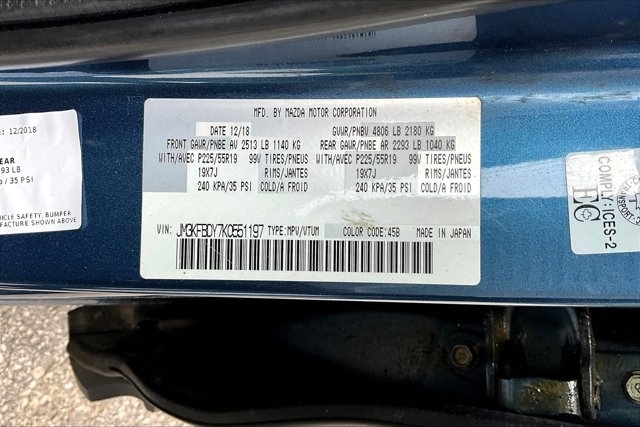 E: 12/2018
EAR
93 LB
a / 35 PSI
ICLE SAFETY, BUMPER
FACTURE SHOWN ABOVE
MFD. BY MAZDA MOTOR CORPORATION
DATE 12/18 GVWR/PNBV 4806 LB 2180 KG
FRONT GAWR/PNBE AV 2513 LB 1140 KG REAR GAWR/PNBE AR 2293 LB 1040 KG
WITH/AVEC P225/55R19 99V TIRES/PNEUS WITH/AVEC P225/55R19 99V TIRES/PNEUS
19X7J RIMS/JANTES 19X7J RIMS/JANTES
240 KPA/35 PSI COLD/A FROID 240 KPA/35 PSI COLD/A FROID
VIN: JM3KFBDY7K0551197 TYPE:MPV/VTUM COLOR CODE:45B MADE IN JAPAN
COMPLY:ICES-2
EC